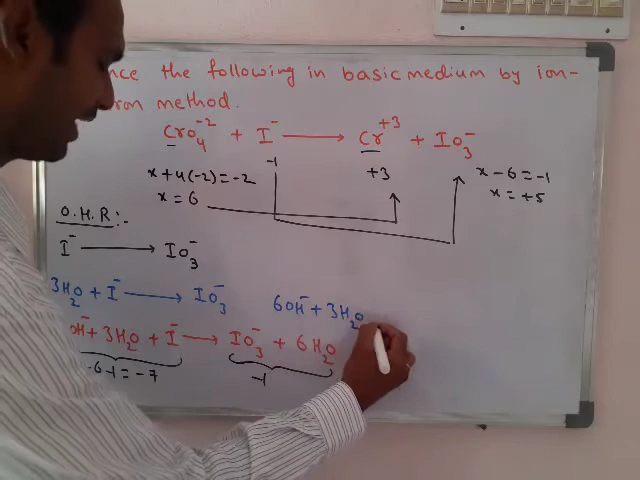 nce the following in basic medium by ion-
ron method.
CrO₄⁻² + I⁻ ⟶ Cr⁺³ + IO₃⁻
x + 4(-2) = -2
-1
+3
x - 6 = -1
x = 6
x = +5
O.H.R:-
I⁻ ⟶ IO₃⁻
3H₂O + I⁻ ⟶ IO₃⁻
6OH⁻ + 3H₂O
OH⁻ + 3H₂O + I⁻ ⟶ IO₃⁻ + 6H₂O
-6-1 = -7
-1